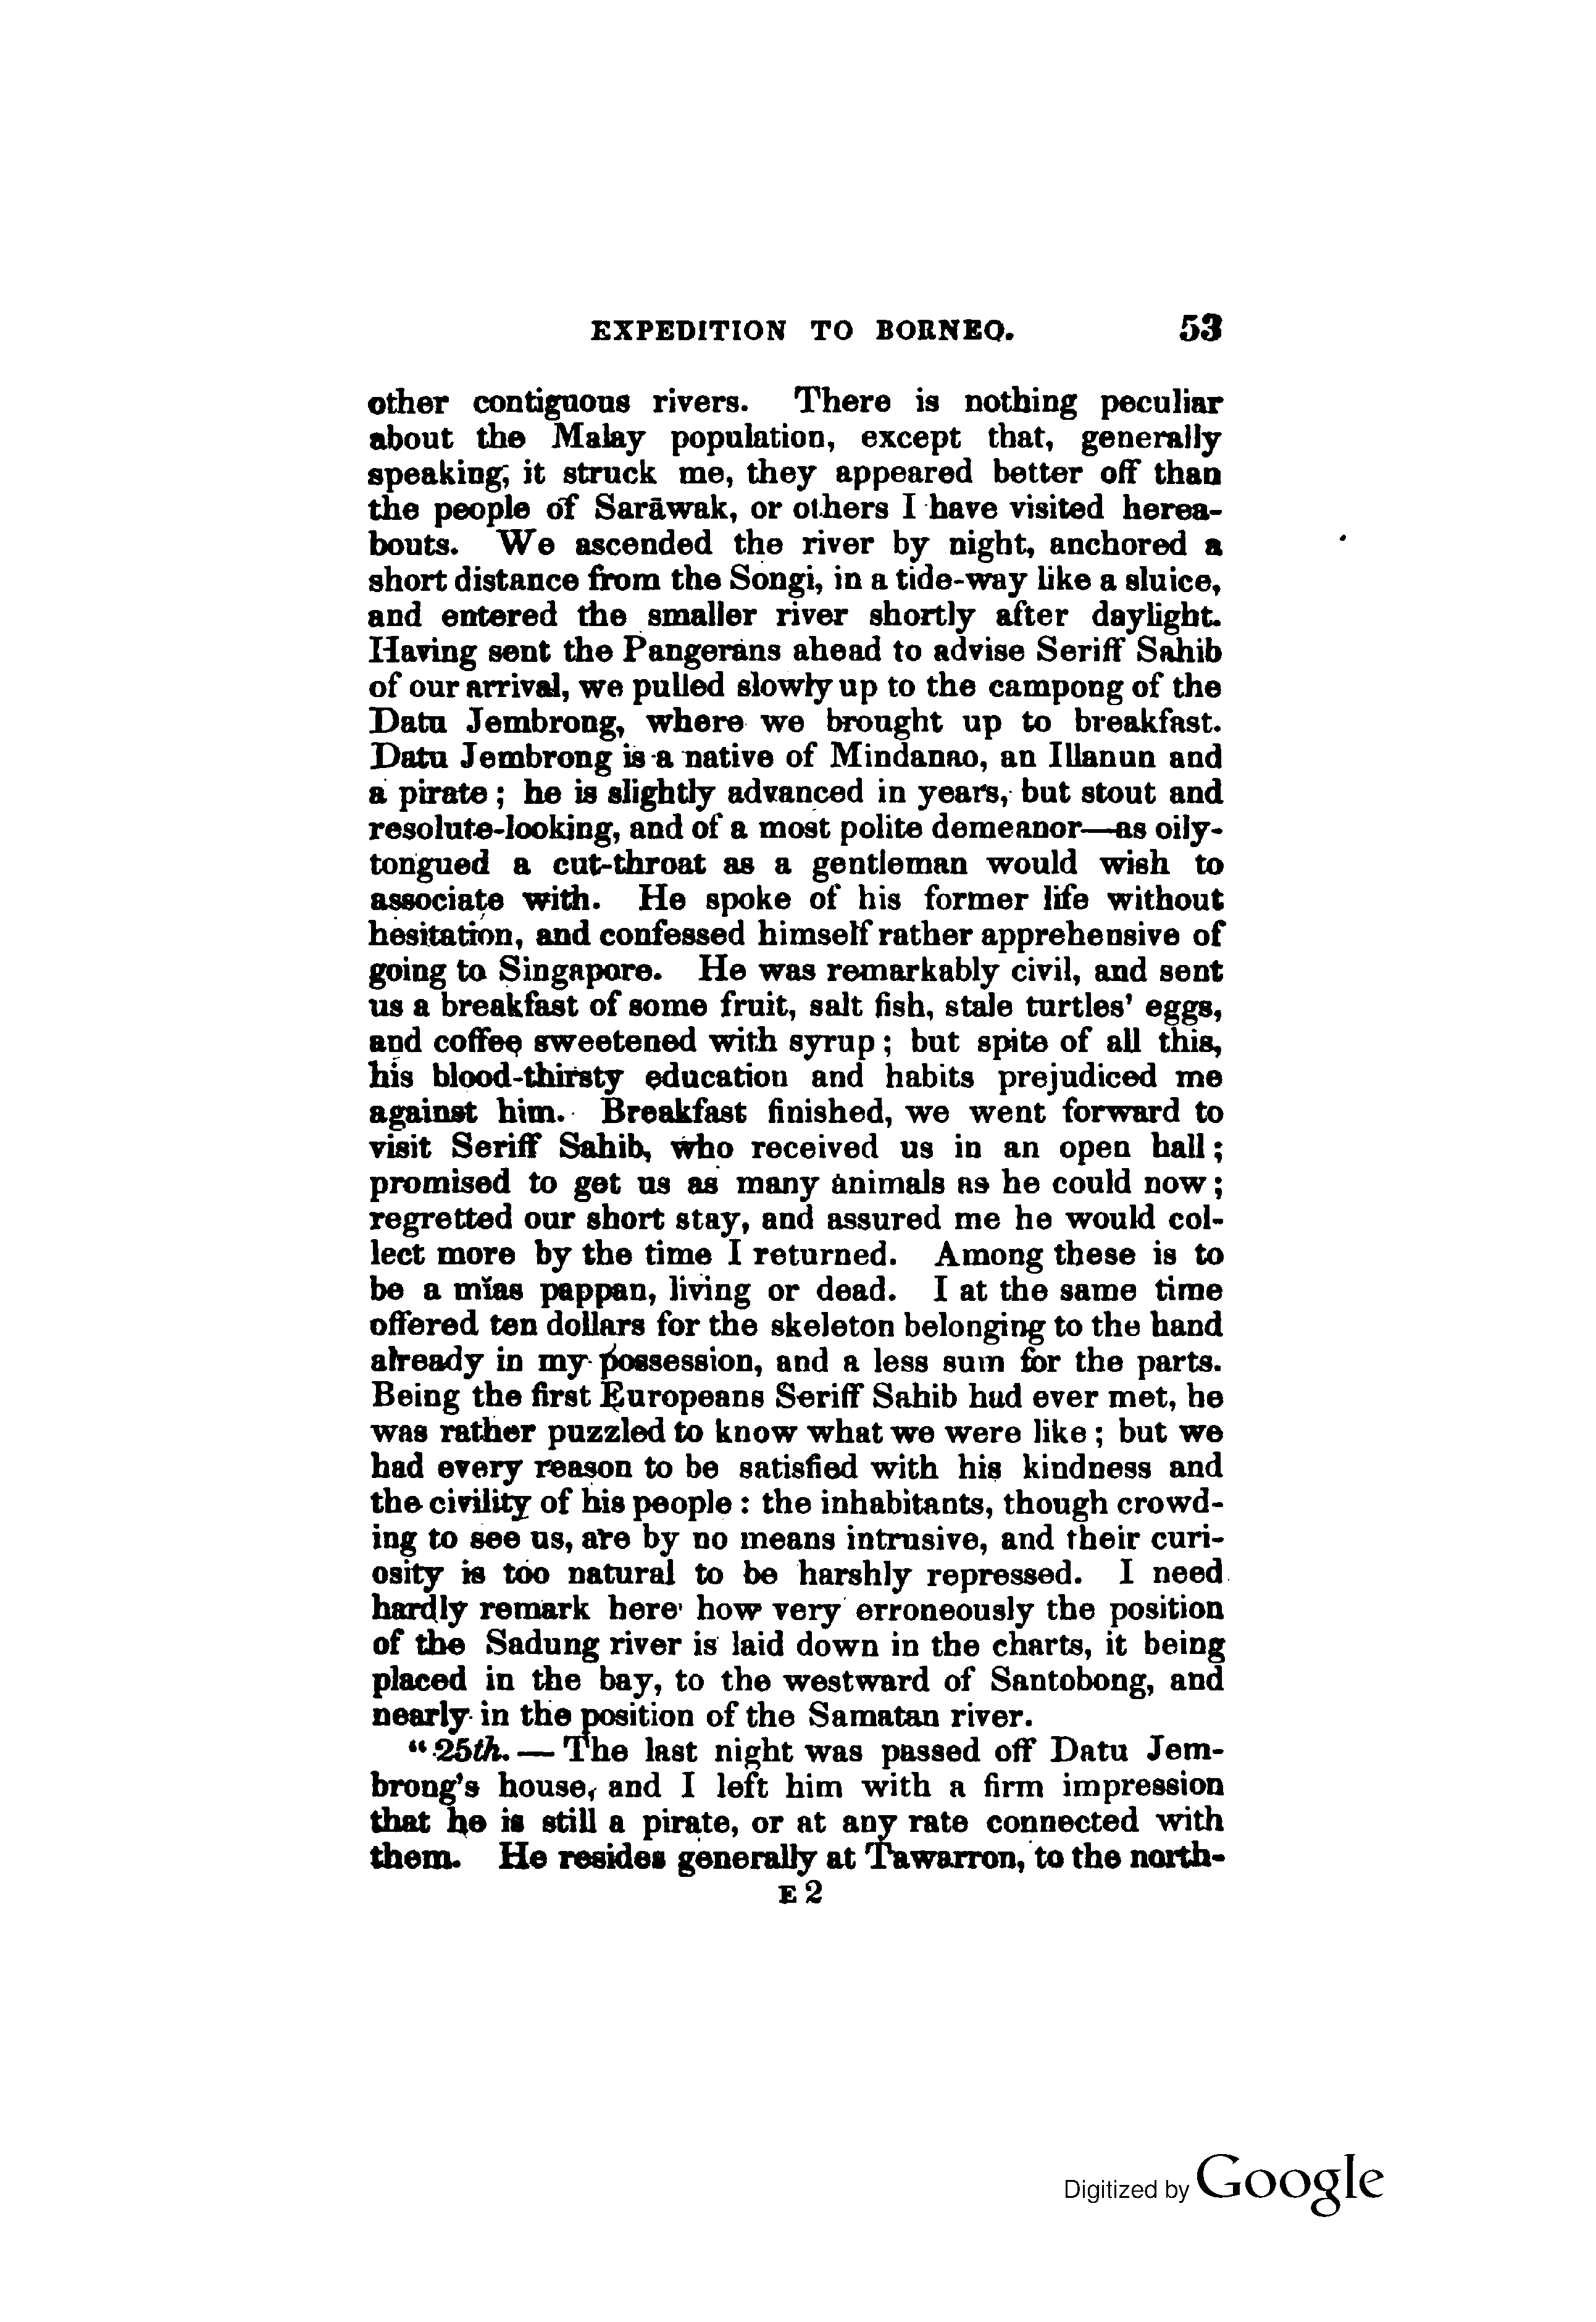 EXPEDITION TO BORNEO. 53
other contiguous rivers. There is nothing peculiar
about the Malay population, except that, generally
speaking, it struck me, they appeared better off than
the people of Sarāwak, or others I have visited herea-
bouts. We ascended the river by night, anchored a
short distance from the Songi, in a tide-way like a sluice,
and entered the smaller river shortly after daylight.
Having sent the Pangerans ahead to advise Seriff Sahib
of our arrival, we pulled slowly up to the campong of the
Datu Jembrong, where we brought up to breakfast.
Datu Jembrong is a native of Mindanao, an Illanun and
a pirate; he is slightly advanced in years, but stout and
resolute-looking, and of a most polite demeanor—as oily-
tongued a cut-throat as a gentleman would wish to
associate with. He spoke of his former life without
hesitation, and confessed himself rather apprehensive of
going to Singapore. He was remarkably civil, and sent
us a breakfast of some fruit, salt fish, stale turtles' eggs,
and coffee sweetened with syrup; but spite of all this,
his blood-thirsty education and habits prejudiced me
against him. Breakfast finished, we went forward to
visit Seriff Sahib, who received us in an open hall;
promised to get us as many animals as he could now;
regretted our short stay, and assured me he would col-
lect more by the time I returned. Among these is to
be a mĭas pappan, living or dead. I at the same time
offered ten dollars for the skeleton belonging to the hand
already in my possession, and a less sum for the parts.
Being the first Europeans Seriff Sahib had ever met, he
was rather puzzled to know what we were like; but we
had every reason to be satisfied with his kindness and
the civility of his people: the inhabitants, though crowd-
ing to see us, are by no means intrusive, and their curi-
osity is too natural to be harshly repressed. I need
hardly remark here how very erroneously the position
of the Sadung river is laid down in the charts, it being
placed in the bay, to the westward of Santobong, and
nearly in the position of the Samatan river.
"25th.—The last night was passed off Datu Jem-
brong's house, and I left him with a firm impression
that he is still a pirate, or at any rate connected with
them. He resides generally at Tawarron, to the north-
E 2
Digitized by Google